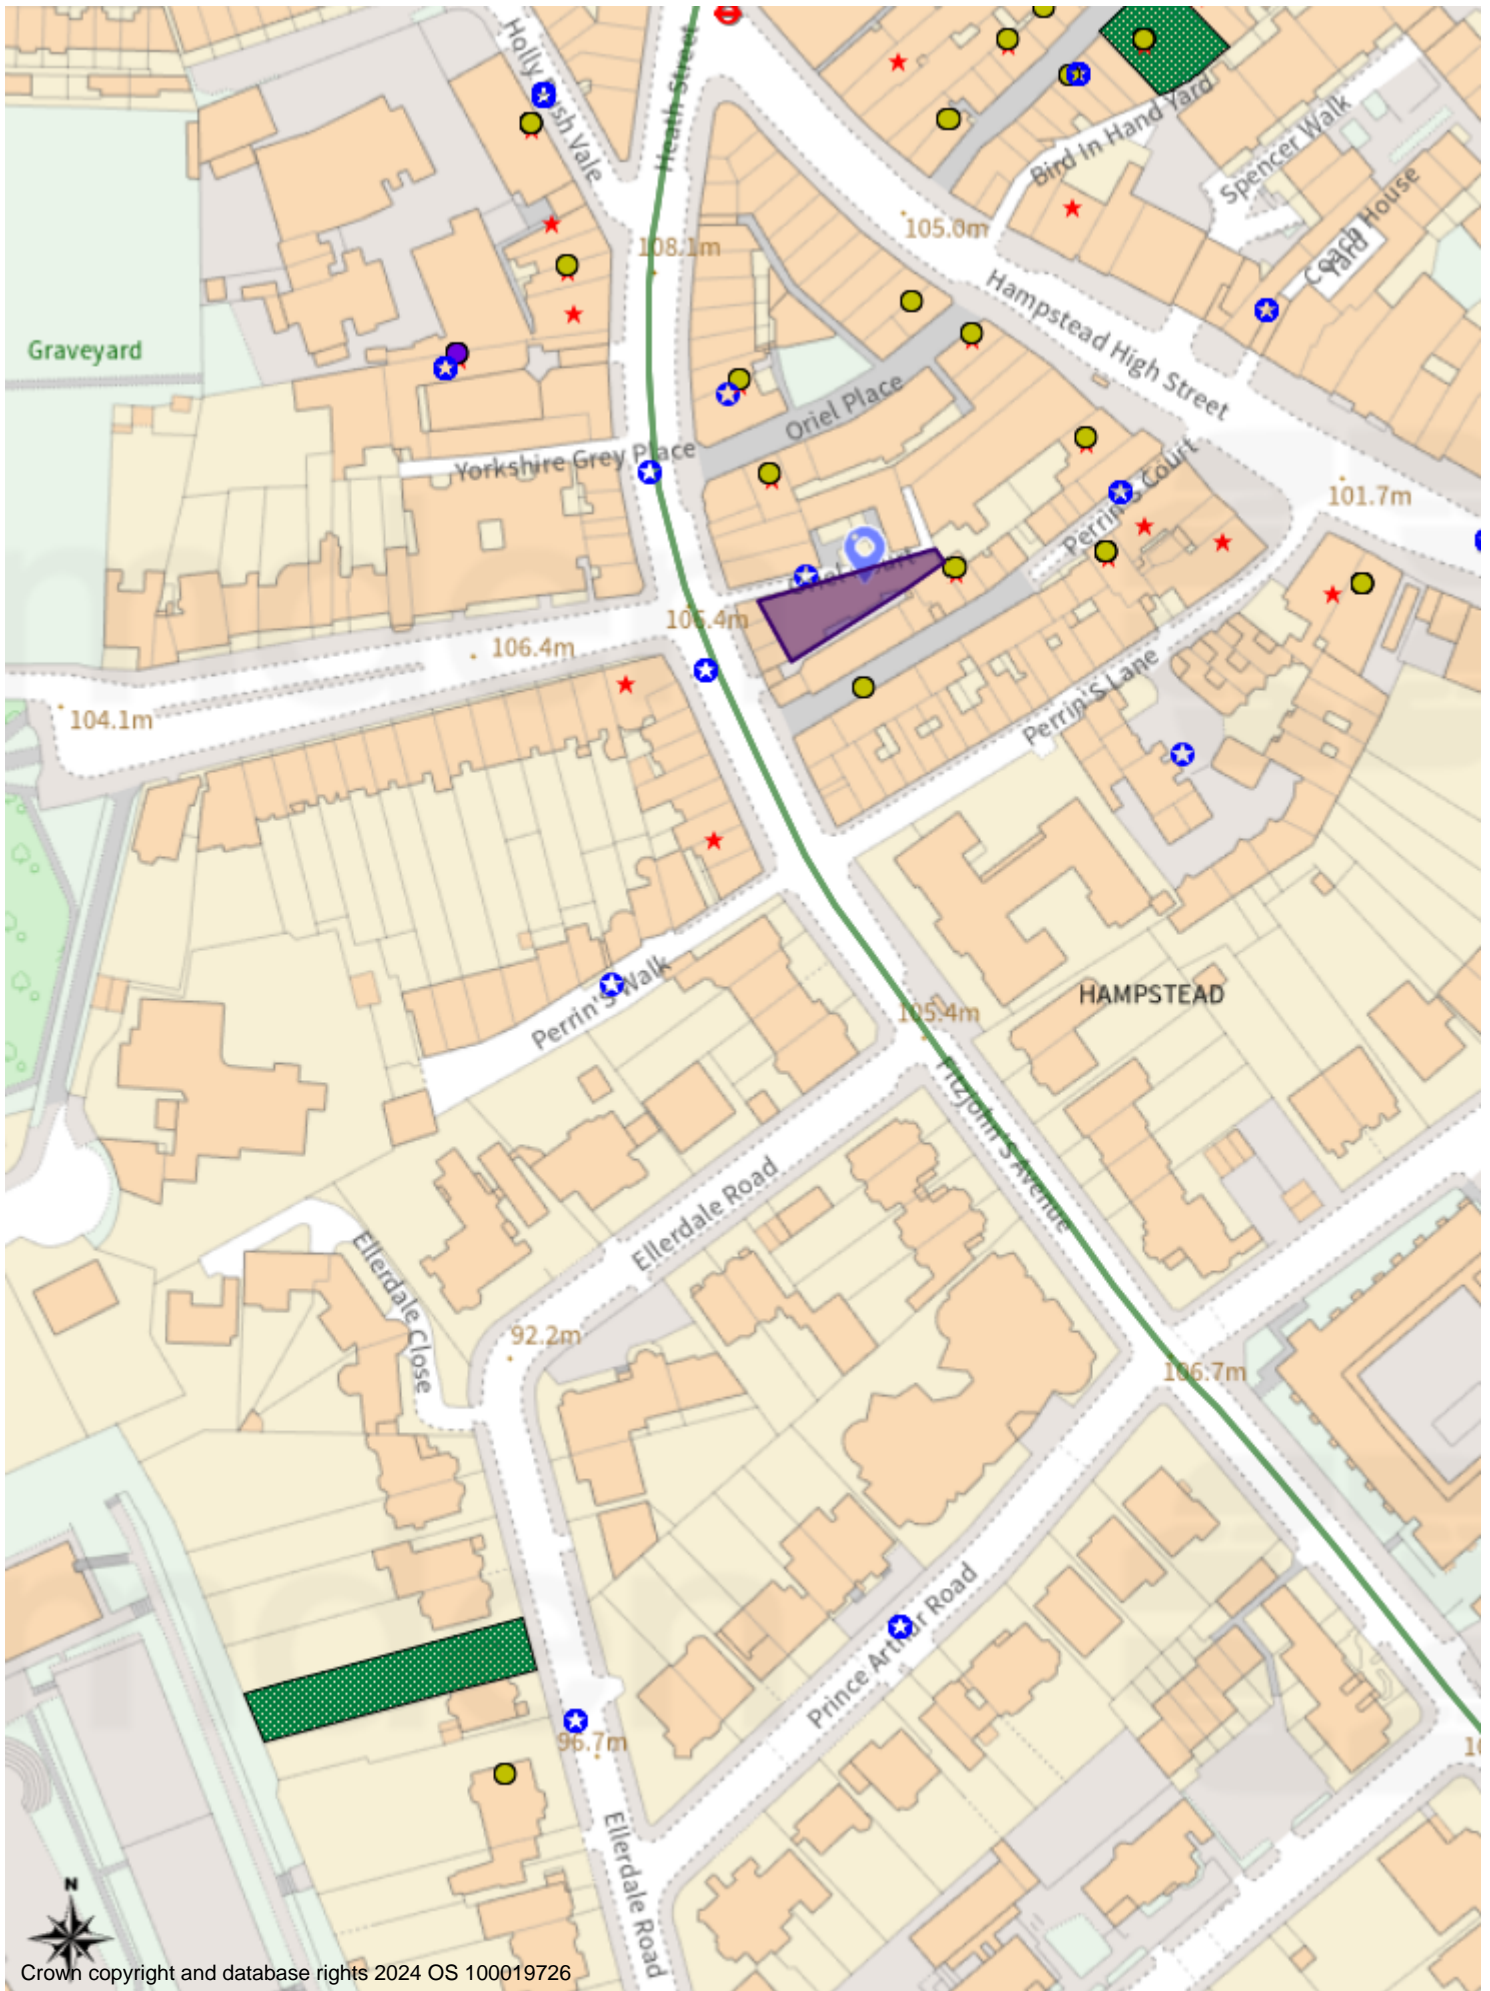 Holly Bush Vale
Heath Street
Bird In Hand Yard
Spencer Walk
Coach House
Yard
105.0m
108.1m
Hampstead High Street
Graveyard
Oriel Place
Yorkshire Grey Place
Perrin's Court
101.7m
106.4m
106.4m
104.1m
Perrin'S Lane
Perrin'S Walk
HAMPSTEAD
105.4m
Fitzjohn'S Avenue
Ellerdale Road
Ellerdale Close
92.2m
106.7m
Prince Arthur Road
96.7m
Ellerdale Road
N
Crown copyright and database rights 2024 OS 100019726